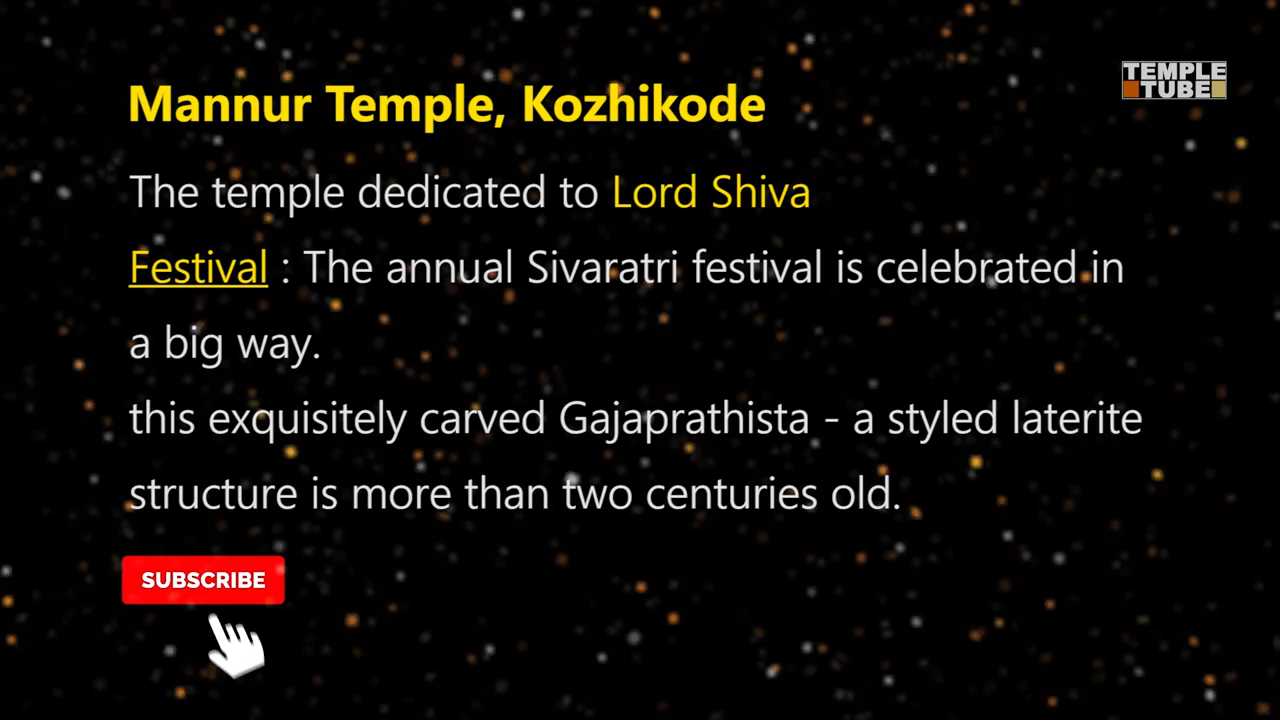 TEMPLE
TUBE
Mannur Temple, Kozhikode
The temple dedicated to Lord Shiva
Festival : The annual Sivaratri festival is celebrated in
a big way.
this exquisitely carved Gajaprathista - a styled laterite
structure is more than two centuries old.
SUBSCRIBE